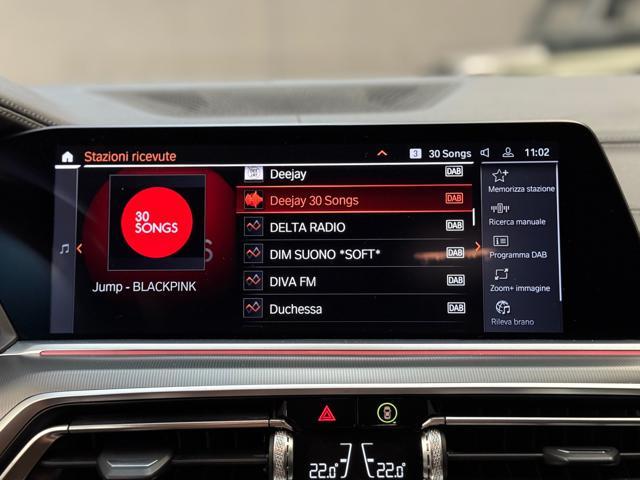 Stazioni ricevute
3 30 Songs 11:02
30
SONGS
Jump - BLACKPINK
Deejay DAB
Deejay 30 Songs DAB
DELTA RADIO DAB
DIM SUONO *SOFT* DAB
DIVA FM DAB
Duchessa DAB
Memorizza stazione
Ricerca manuale
Programma DAB
Zoom+ immagine
Rileva brano
22.0° 22.0°